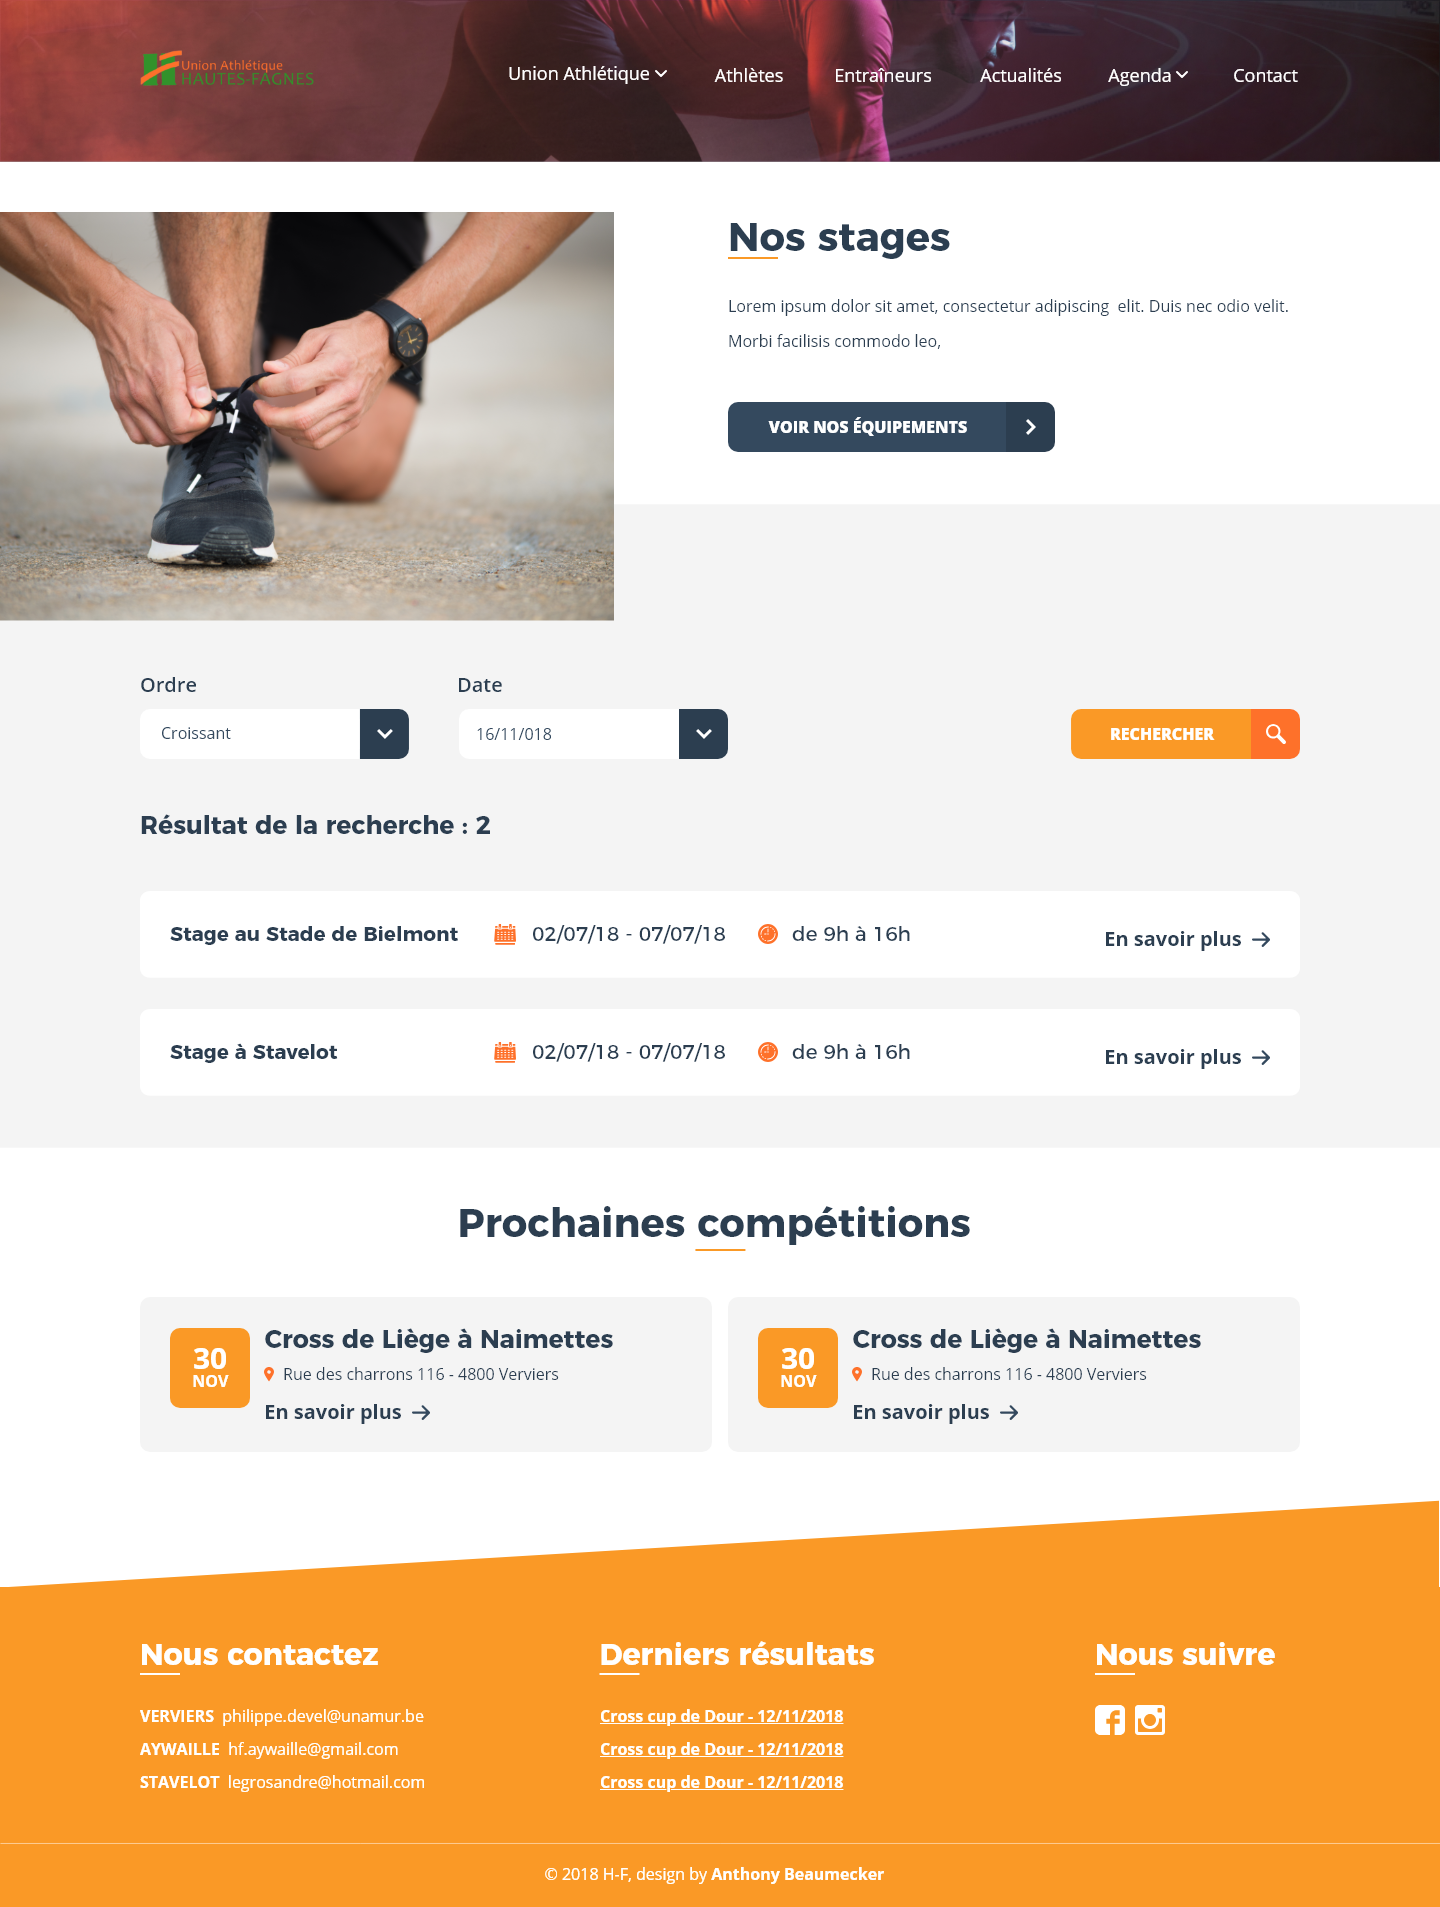 Union Athlétique
HAUTES-FAGNES
Union Athlétique
Athlètes
Entraîneurs
Actualités
Agenda
Contact
Nos stages
Lorem ipsum dolor sit amet, consectetur adipiscing  elit. Duis nec odio velit.
Morbi facilisis commodo leo,
VOIR NOS ÉQUIPEMENTS
Ordre
Date
Croissant
16/11/018
RECHERCHER
Résultat de la recherche : 2
Stage au Stade de Bielmont
02/07/18 - 07/07/18
de 9h à 16h
En savoir plus
Stage à Stavelot
02/07/18 - 07/07/18
de 9h à 16h
En savoir plus
Prochaines compétitions
30
NOV
Cross de Liège à Naimettes
Rue des charrons 116 - 4800 Verviers
En savoir plus
30
NOV
Cross de Liège à Naimettes
Rue des charrons 116 - 4800 Verviers
En savoir plus
Nous contactez
VERVIERS philippe.devel@unamur.be
AYWAILLE hf.aywaille@gmail.com
STAVELOT legrosandre@hotmail.com
Derniers résultats
Cross cup de Dour - 12/11/2018
Cross cup de Dour - 12/11/2018
Cross cup de Dour - 12/11/2018
Nous suivre
© 2018 H-F, design by Anthony Beaumecker